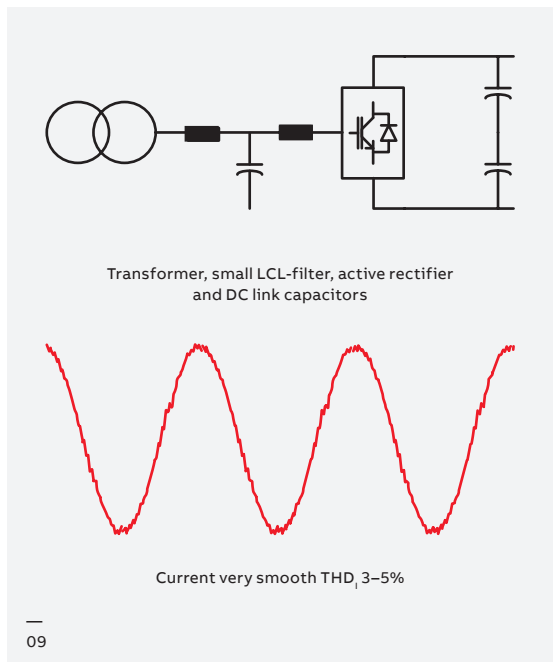 Transformer, small LCL-filter, active rectifier
and DC link capacitors
Current very smooth THDI 3–5%
—
09